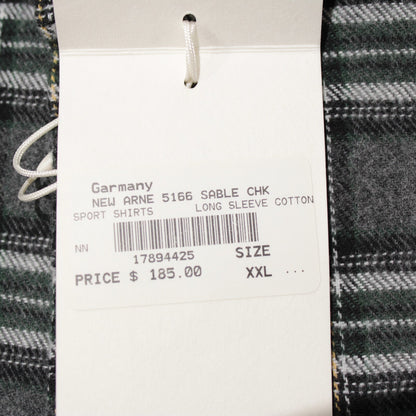 Garmany
NEW ARNE 5166 SABLE CHK
SPORT SHIRTS LONG SLEEVE COTTON
NN
17894425 SIZE
PRICE $ 185.00 XXL ...